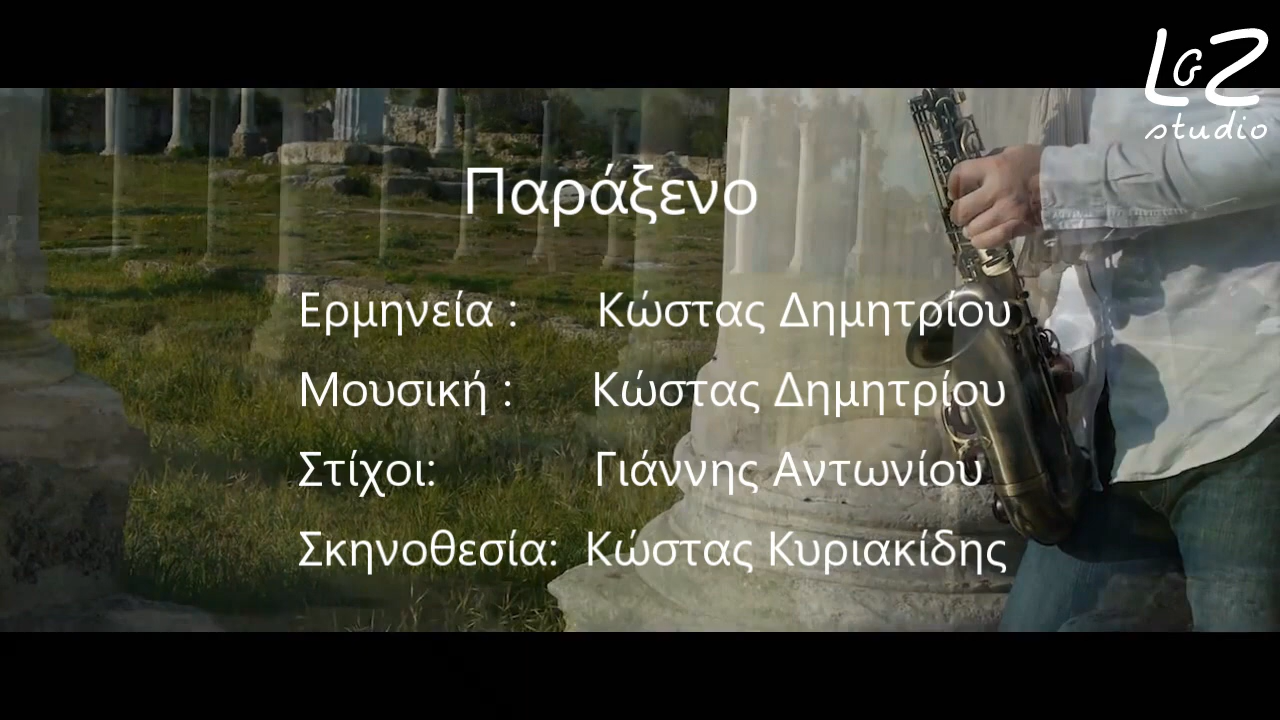 LGZ
studio
Παράξενο
Ερμηνεία : Κώστας Δημητρίου
Μουσική : Κώστας Δημητρίου
Στίχοι: Γιάννης Αντωνίου
Σκηνοθεσία: Κώστας Κυριακίδης